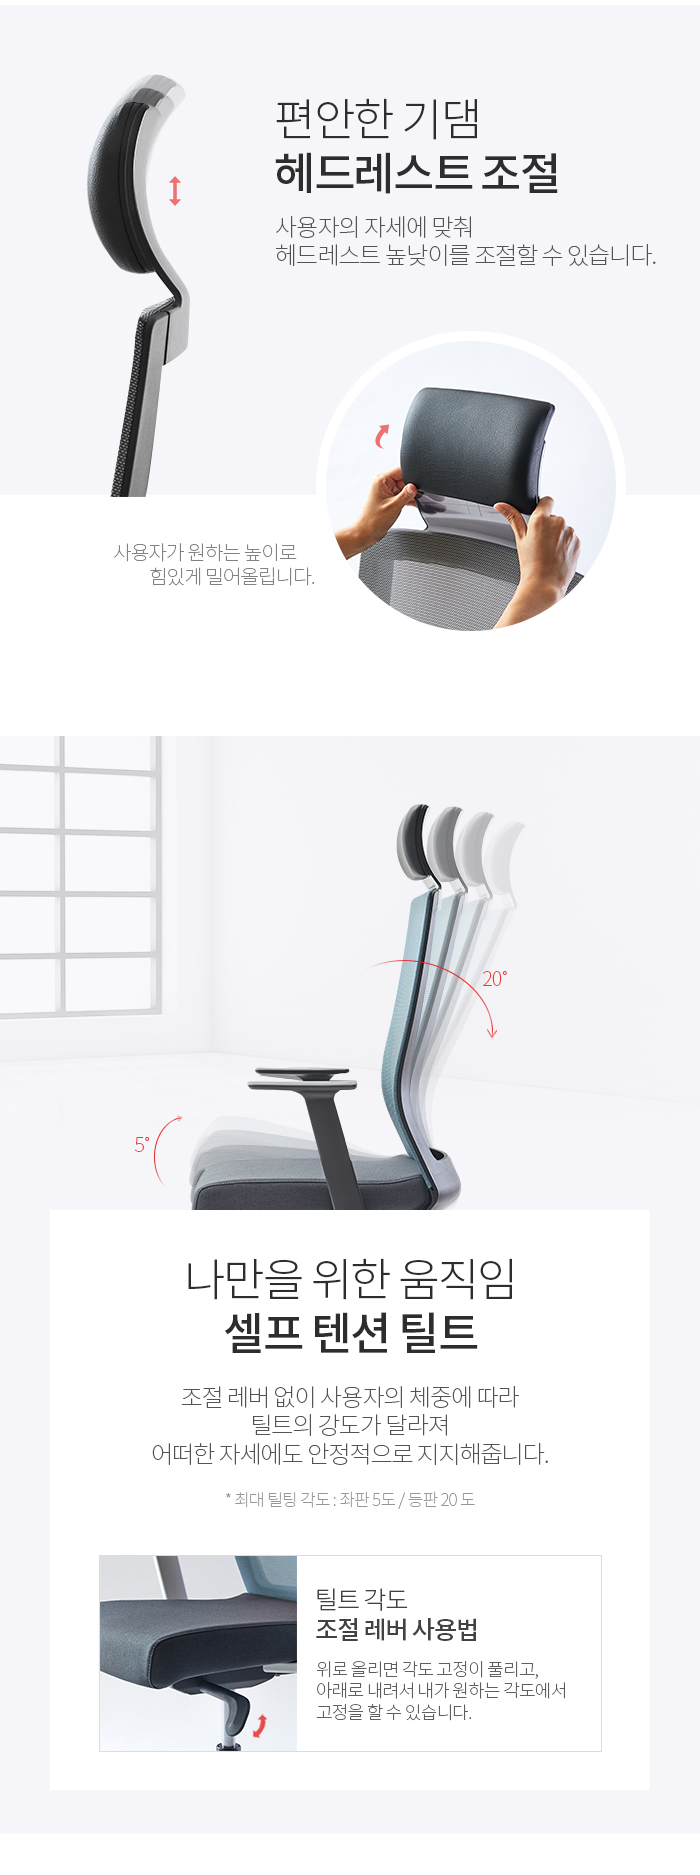 편안한 기댐
헤드레스트 조절
사용자의 자세에 맞춰
헤드레스트 높낮이를 조절할 수 있습니다.
사용자가 원하는 높이로
힘있게 밀어올립니다.
20°
5°
나만을 위한 움직임
셀프 텐션 틸트
조절 레버 없이 사용자의 체중에 따라
틸트의 강도가 달라져
어떠한 자세에도 안정적으로 지지해줍니다.
* 최대 틸팅 각도 : 좌판 5도 / 등판 20 도
틸트 각도
조절 레버 사용법
위로 올리면 각도 고정이 풀리고,
아래로 내려서 내가 원하는 각도에서
고정을 할 수 있습니다.